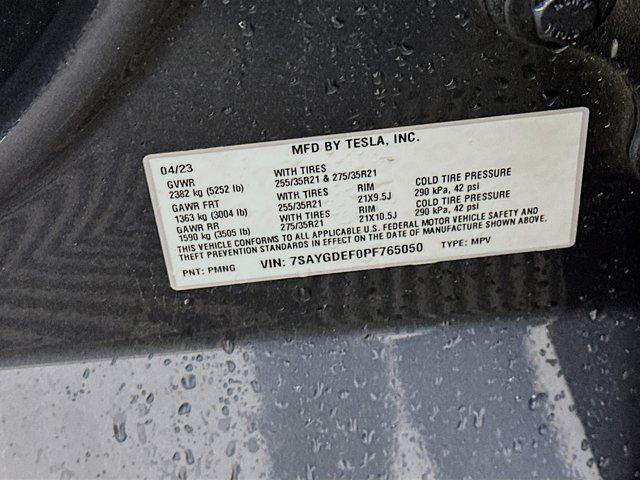 MFD BY TESLA, INC.
04/23
GVWR WITH TIRES COLD TIRE PRESSURE
2382 kg (5252 lb) 255/35R21 & 275/35R21 290 kPa, 42 psi
GAWR FRT WITH TIRES RIM
1363 kg (3004 lb) 255/35R21 21X9.5J COLD TIRE PRESSURE
GAWR RR WITH TIRES RIM 290 kPa, 42 psi
1590 kg (3505 lb) 275/35R21 21X10.5J
THIS VEHICLE CONFORMS TO ALL APPLICABLE U.S. FEDERAL MOTOR VEHICLE SAFETY AND
THEFT PREVENTION STANDARDS IN EFFECT ON THE DATE OF MANUFACTURE SHOWN ABOVE.
PNT: PMNG VIN: 7SAYGDEF0PF765050 TYPE: MPV